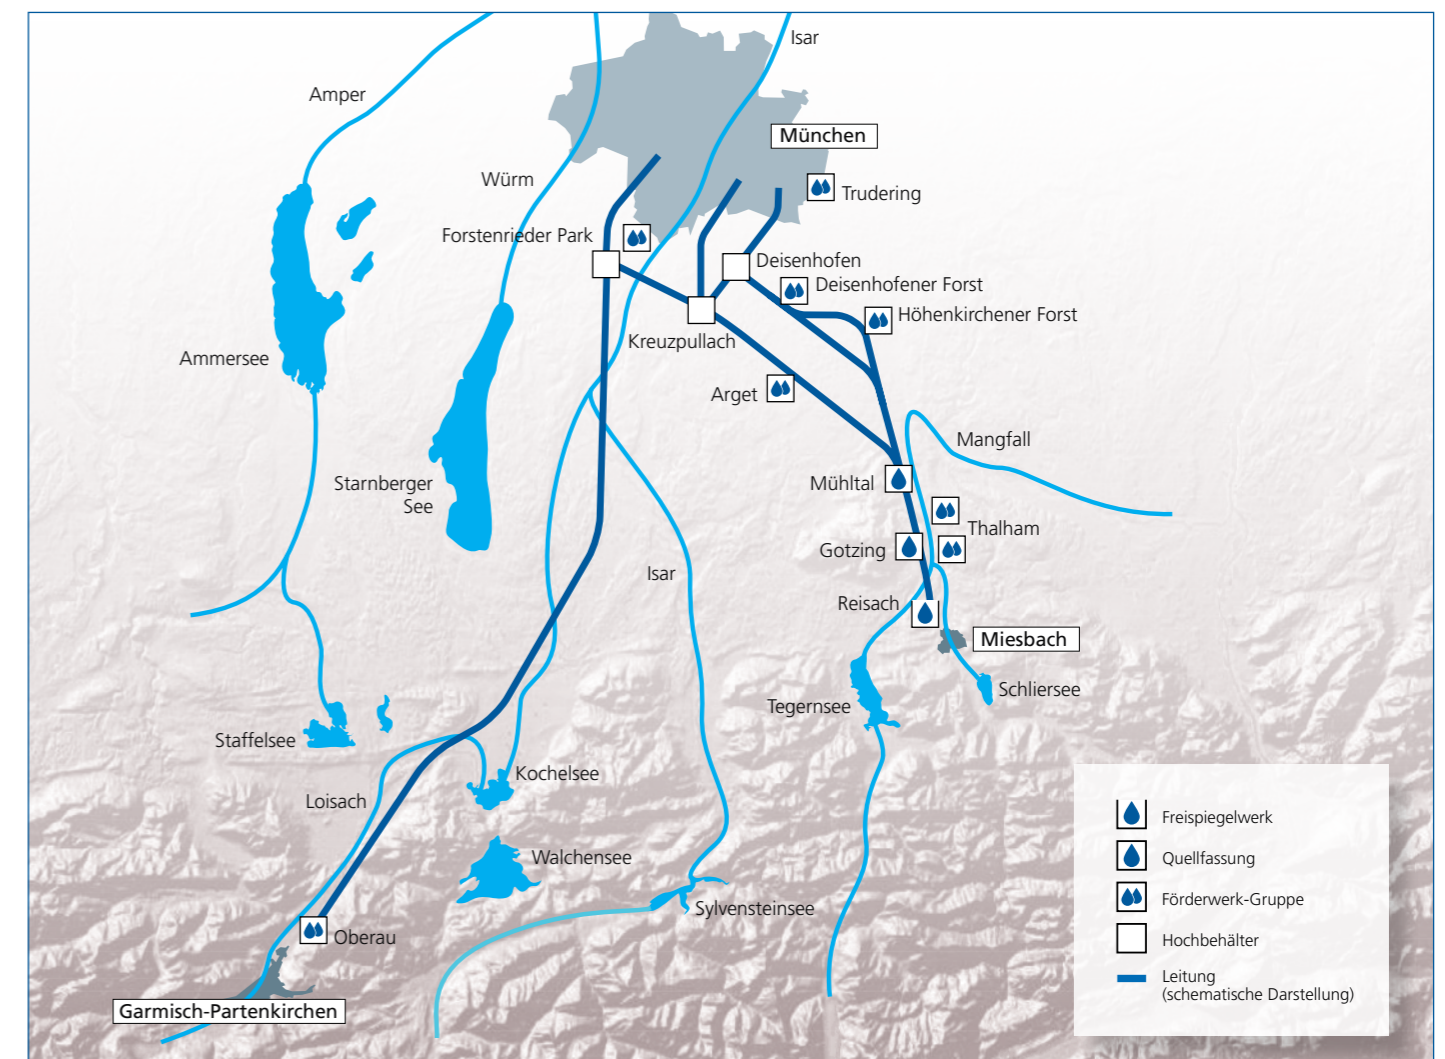 Isar
Amper
München
Würm
Trudering
Forstenrieder Park
Deisenhofen
Deisenhofener Forst
Höhenkirchener Forst
Kreuzpullach
Ammersee
Arget
Mangfall
Starnberger
See
Mühltal
Thalham
Gotzing
Isar
Reisach
Miesbach
Schliersee
Tegernsee
Staffelsee
Kochelsee
Loisach
Walchensee
Sylvensteinsee
Oberau
Garmisch-Partenkirchen
Freispiegelwerk
Quellfassung
Förderwerk-Gruppe
Hochbehälter
Leitung
(schematische Darstellung)